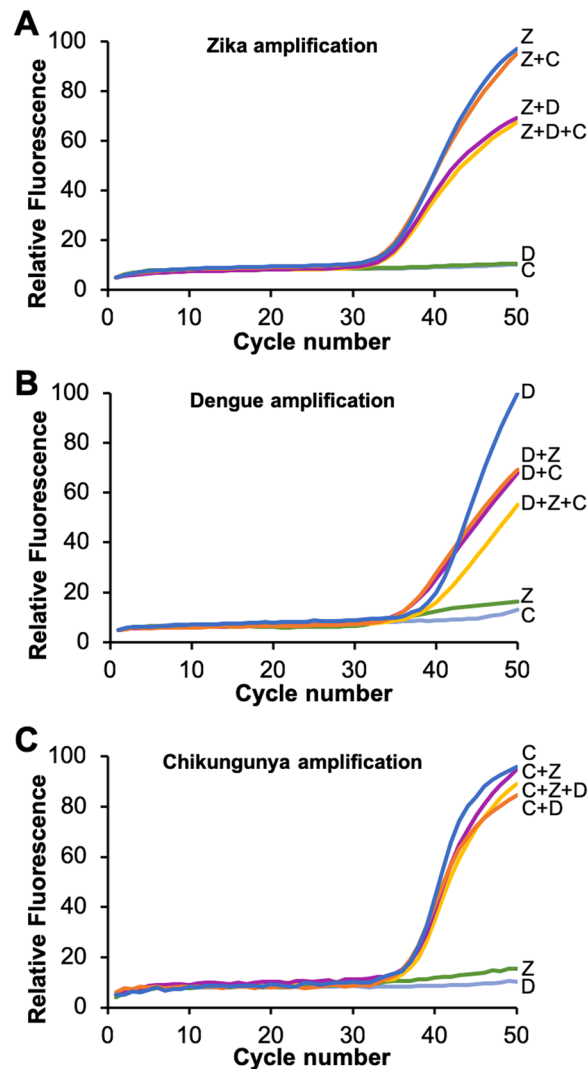 A
Zika amplification
Relative Fluorescence
100
80
60
40
20
0
Z
Z+C
Z+D
Z+D+C
D
C
0
10
20
30
40
50
Cycle number
B
Dengue amplification
Relative Fluorescence
100
80
60
40
20
0
D
D+Z
D+C
D+Z+C
Z
C
0
10
20
30
40
50
Cycle number
C
Chikungunya amplification
Relative Fluorescence
100
80
60
40
20
0
C
C+Z
C+Z+D
C+D
Z
D
0
10
20
30
40
50
Cycle number